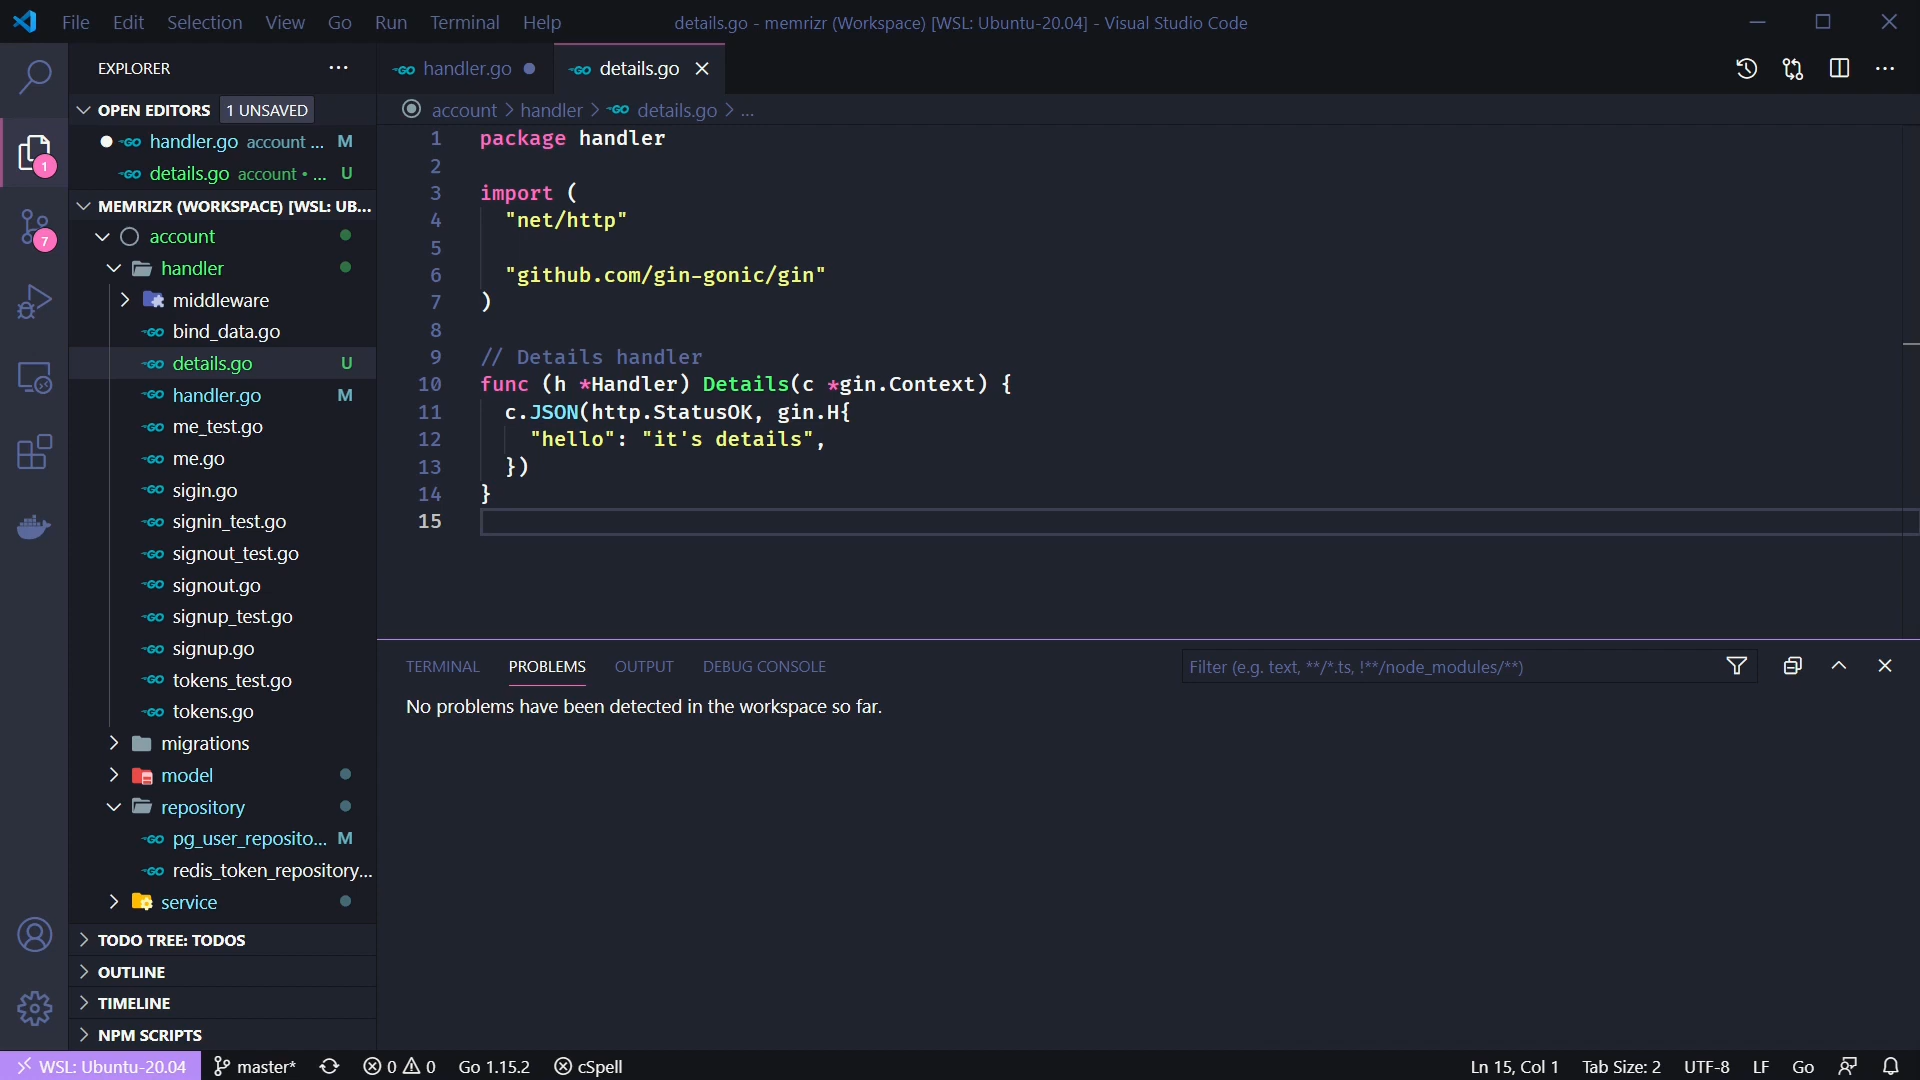 File Edit Selection View Go Run Terminal Help
details.go - memrizr (Workspace) [WSL: Ubuntu-20.04] - Visual Studio Code
EXPLORER
OPEN EDITORS 1 UNSAVED
handler.go account ... M
details.go account • ... U
MEMRIZR (WORKSPACE) [WSL: UB...
account
handler
middleware
bind_data.go
details.go U
handler.go M
me_test.go
me.go
sigin.go
signin_test.go
signout_test.go
signout.go
signup_test.go
signup.go
tokens_test.go
tokens.go
migrations
model
repository
pg_user_reposito... M
redis_token_repository...
service
TODO TREE: TODOS
OUTLINE
TIMELINE
NPM SCRIPTS
1
7
handler.go
details.go
account > handler > details.go > ...
1 package handler
2
3 import (
4 "net/http"
5
6 "github.com/gin-gonic/gin"
7 )
8
9 // Details handler
10 func (h *Handler) Details(c *gin.Context) {
11 c.JSON(http.StatusOK, gin.H{
12 "hello": "it's details",
13 })
14 }
15
TERMINAL PROBLEMS OUTPUT DEBUG CONSOLE
Filter (e.g. text, **/*.ts, !**/node_modules/**)
No problems have been detected in the workspace so far.
WSL: Ubuntu-20.04 master* 0 0 Go 1.15.2 cSpell
Ln 15, Col 1 Tab Size: 2 UTF-8 LF Go